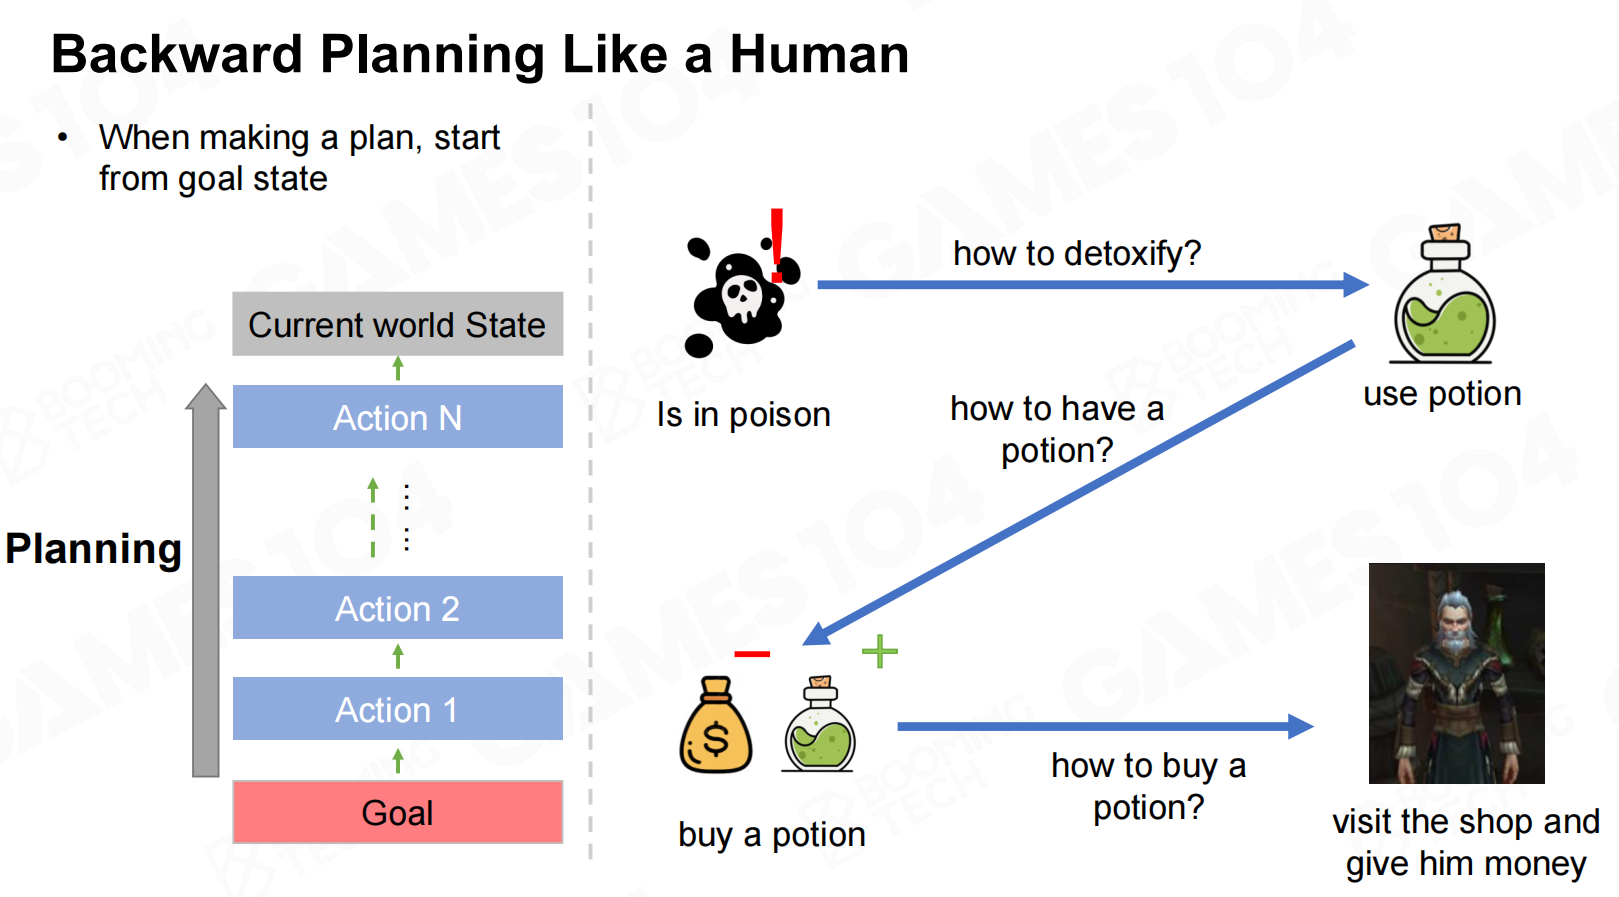 Backward Planning Like a Human
• When making a plan, start
from goal state
Current world State
Action N
Planning
Action 2
Action 1
Goal
how to detoxify?
Is in poison
use potion
how to have a
potion?
$
buy a potion
how to buy a
potion?
visit the shop and
give him money
GAMES104
BOOMING
TECH